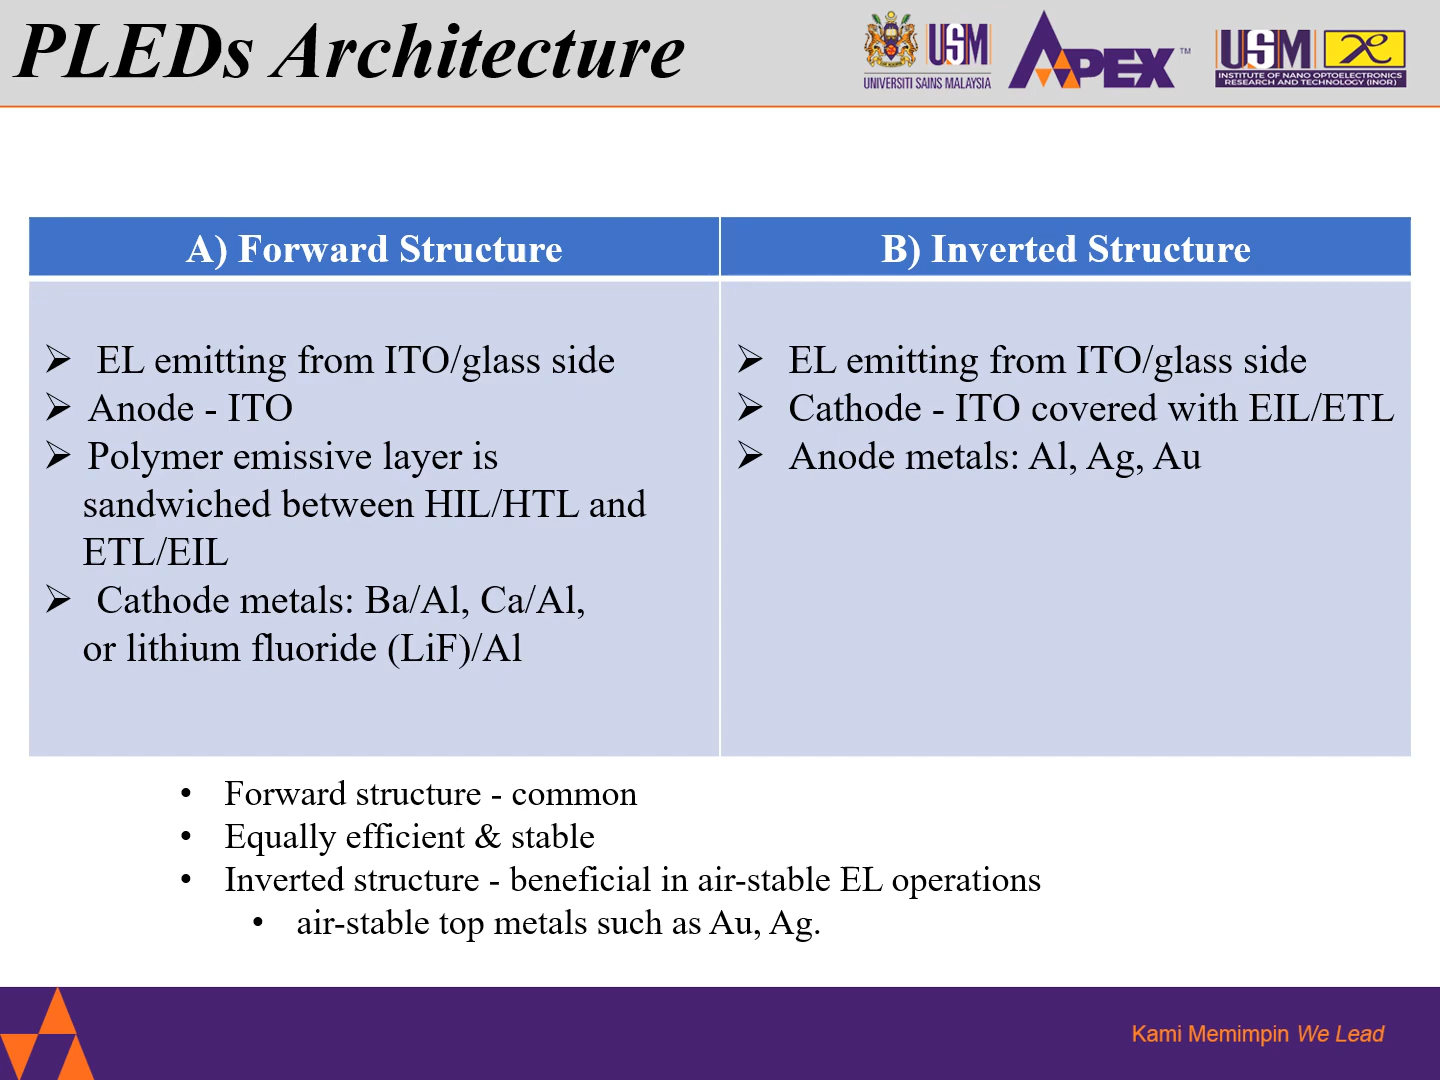 PLEDs Architecture
USM
UNIVERSITI SAINS MALAYSIA
APEX™
USM
INSTITUTE OF NANO OPTOELECTRONICS
RESEARCH AND TECHNOLOGY (INOR)
A) Forward Structure
➢ EL emitting from ITO/glass side
➢ Anode - ITO
➢ Polymer emissive layer is
sandwiched between HIL/HTL and
ETL/EIL
➢ Cathode metals: Ba/Al, Ca/Al,
or lithium fluoride (LiF)/Al
B) Inverted Structure
➢ EL emitting from ITO/glass side
➢ Cathode - ITO covered with EIL/ETL
➢ Anode metals: Al, Ag, Au
• Forward structure - common
• Equally efficient & stable
• Inverted structure - beneficial in air-stable EL operations
• air-stable top metals such as Au, Ag.
Kami Memimpin We Lead